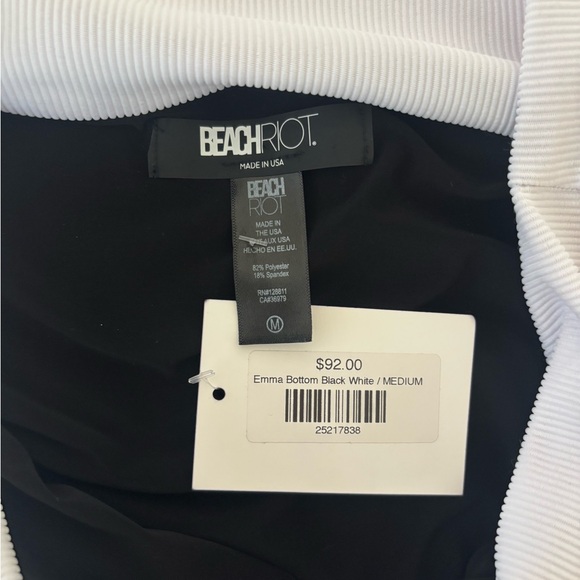 BEACHRIOT.
MADE IN USA
BEACH
RIOT
MADE IN
THE USA
USA
HECHO EN EE.UU.
82% Polyester
18% Spandex
RN#128811
CA#36979
M
$92.00
Emma Bottom Black White / MEDIUM
25217838